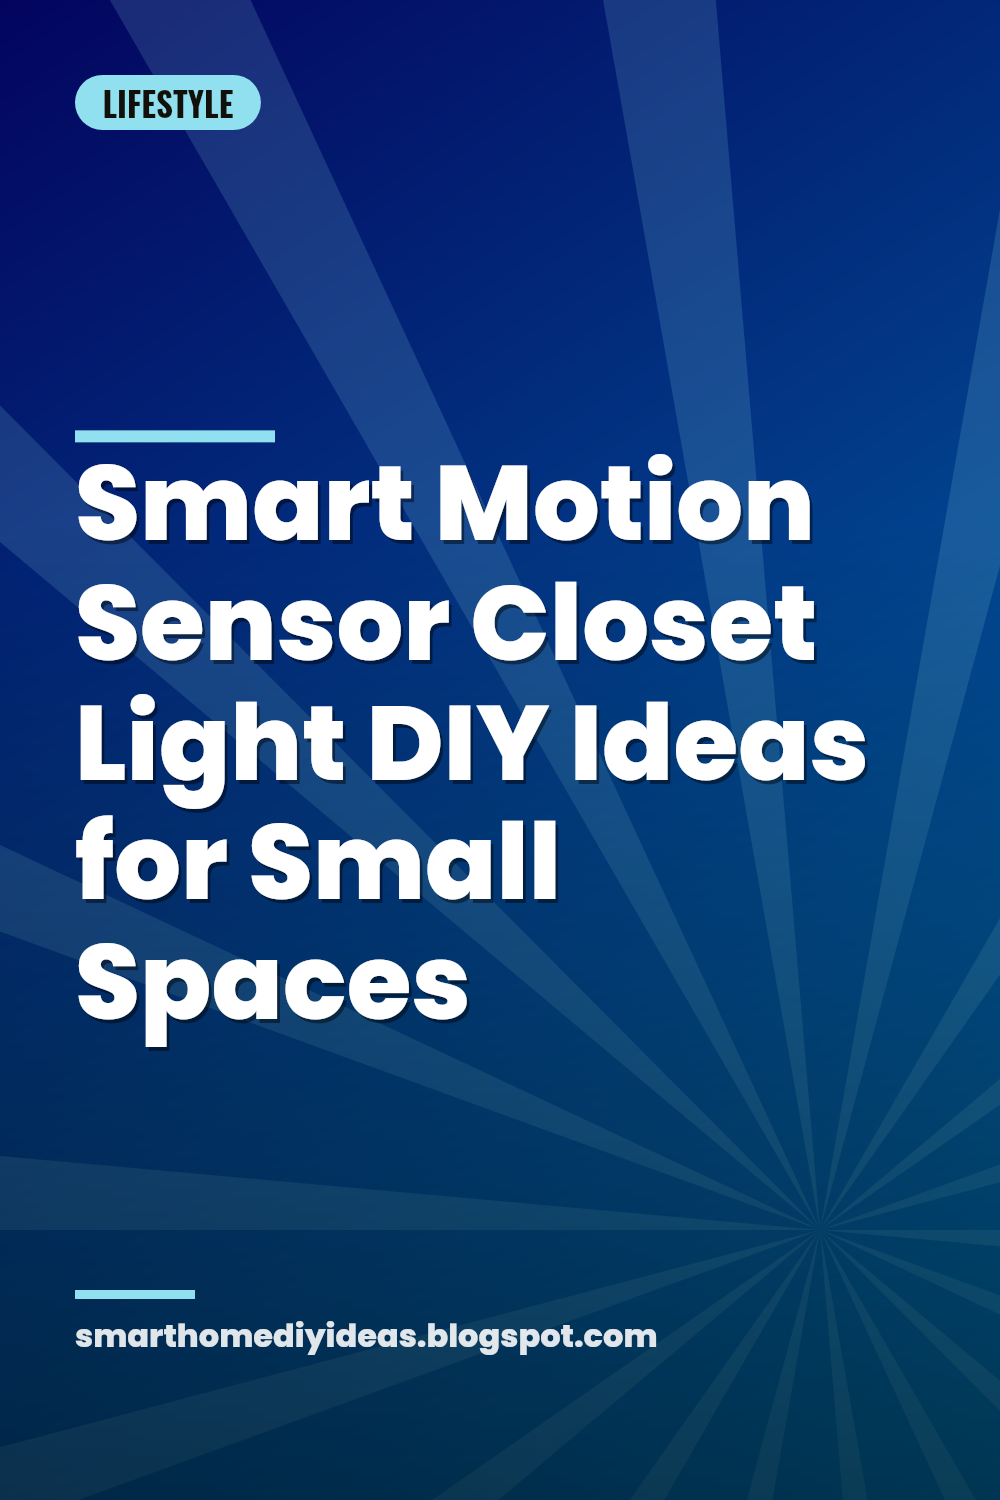 LIFESTYLE
Smart Motion
Sensor Closet
Light DIY Ideas
for Small
Spaces
smarthomediyideas.blogspot.com